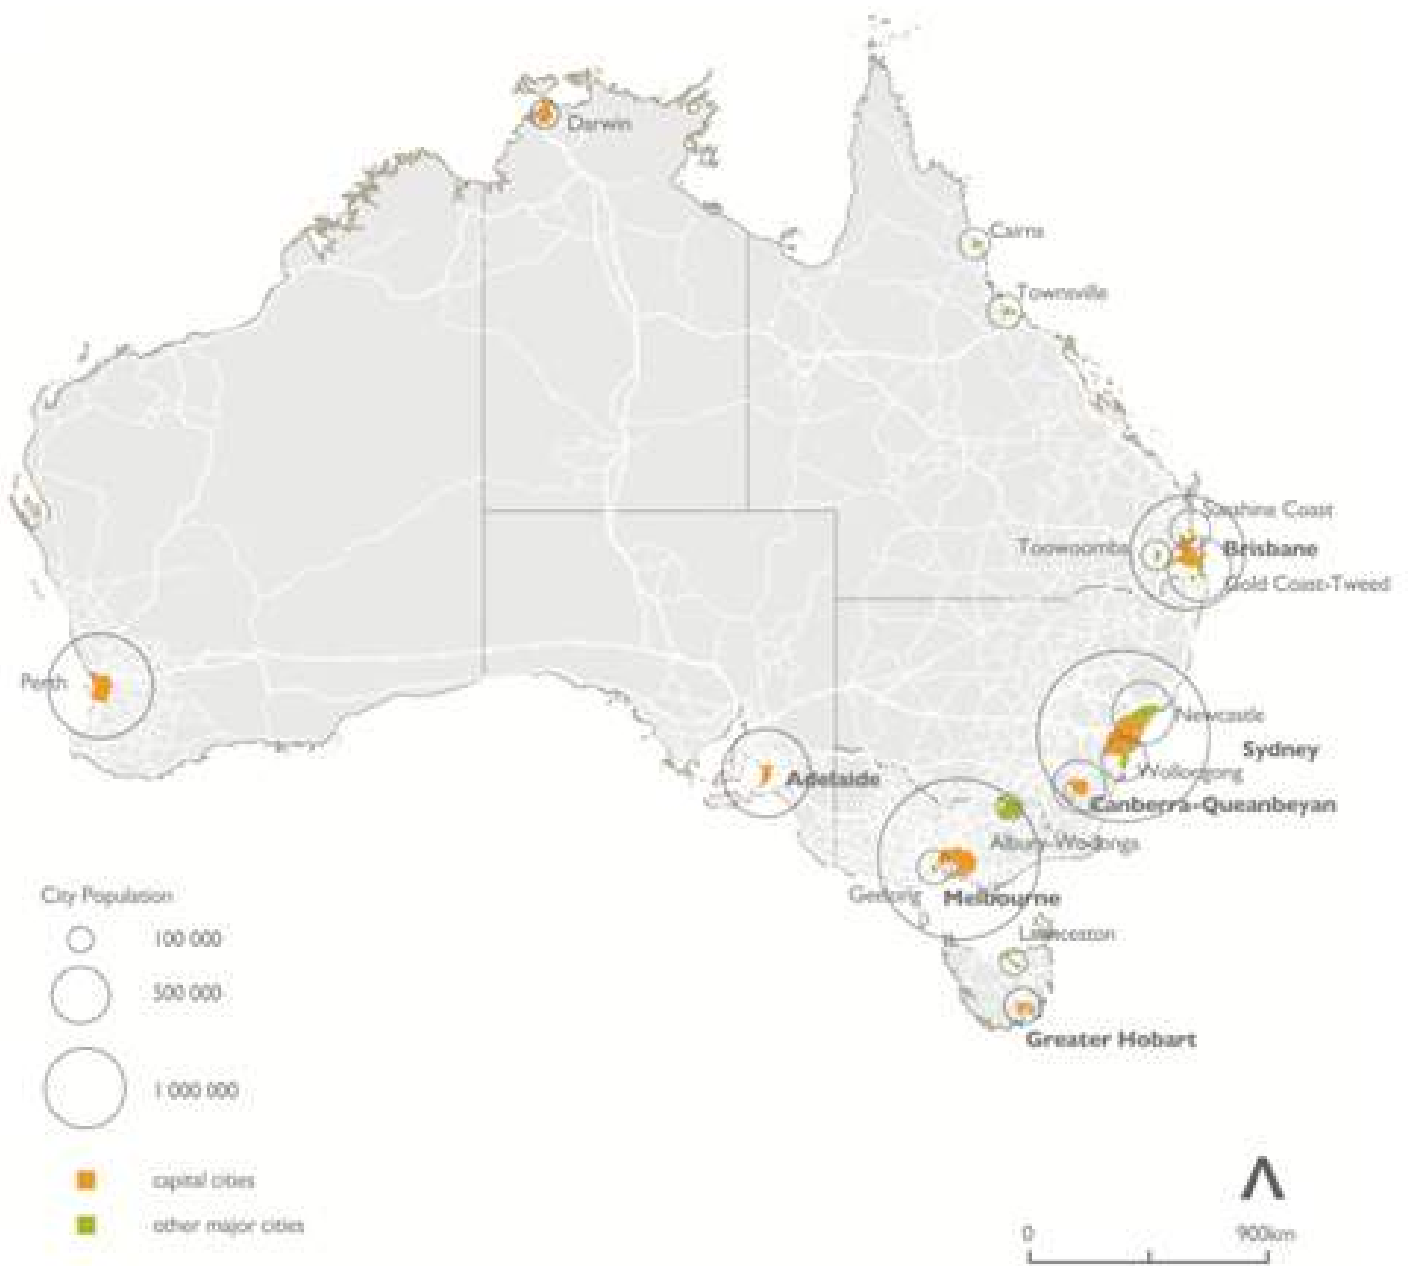 Darwin
Cairns
Townsville
Sunshine Coast
Toowoomba
Brisbane
Gold Coast-Tweed
Perth
Newcastle
Sydney
Adelaide
Wollongong
Canberra-Queanbeyan
Albury-Wodonga
Geelong
Melbourne
Launceston
Greater Hobart
City Population
100 000
500 000
1 000 000
capital cities
other major cities
0
900km